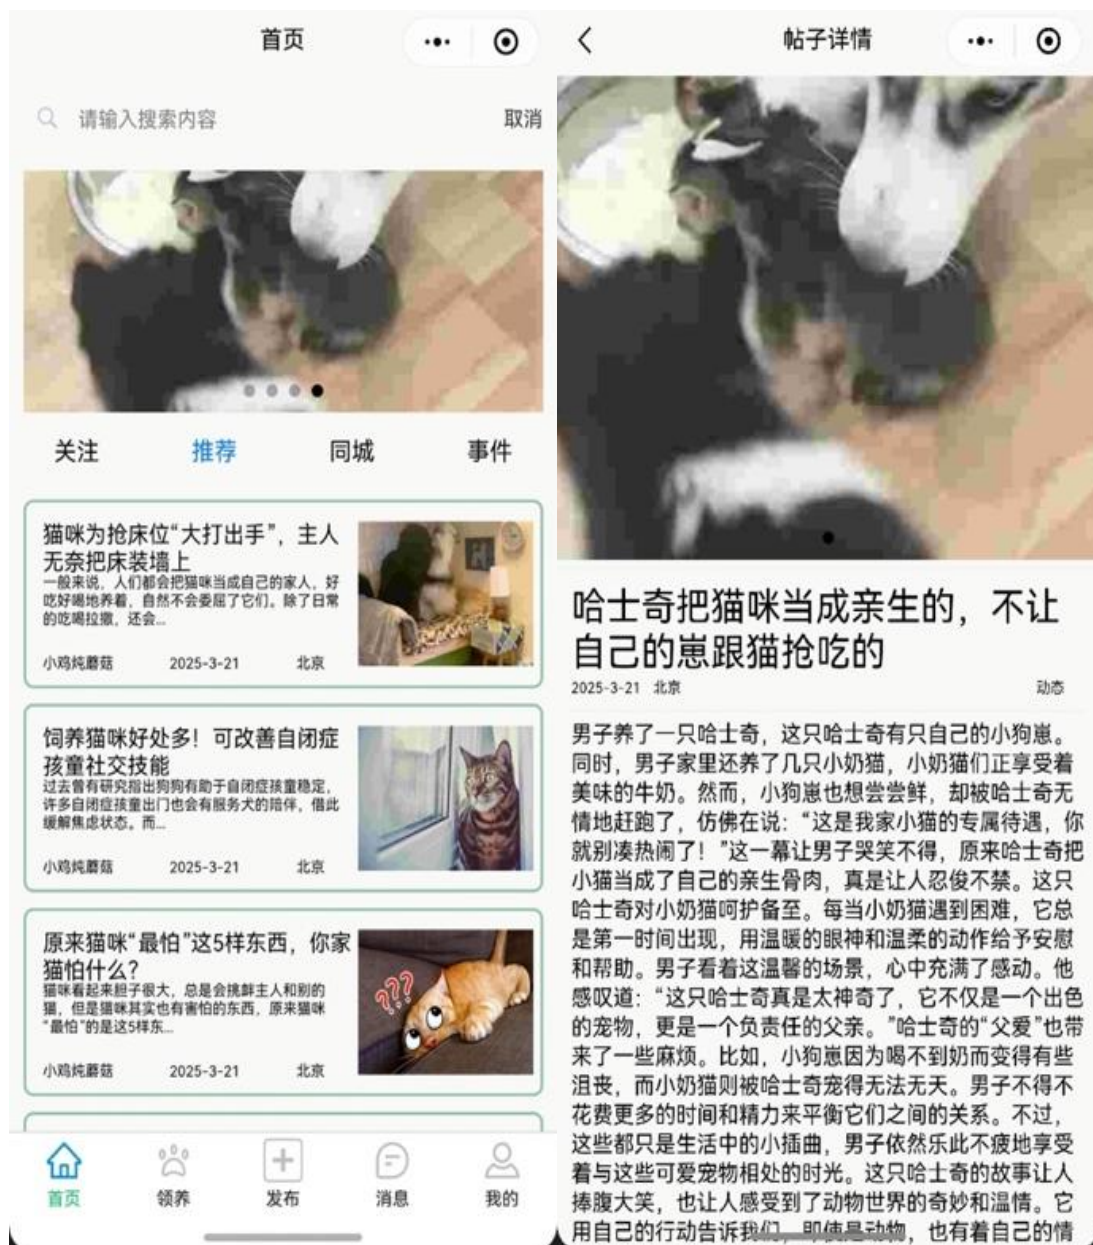 首页
请输入搜索内容
取消
关注
推荐
同城
事件
猫咪为抢床位“大打出手”，主人
无奈把床装墙上
一般来说，人们都会把猫咪当成自己的家人，好
吃好喝地养着，自然不会委屈了它们。除了日常
的吃喝拉撒，还会...
小鸡炖蘑菇 2025-3-21 北京
饲养猫咪好处多！可改善自闭症
孩童社交技能
过去曾有研究指出狗狗有助于自闭症孩童稳定，
许多自闭症孩童出门也会有服务犬的陪伴，借此
缓解焦虑状态。而...
小鸡炖蘑菇 2025-3-21 北京
原来猫咪“最怕”这5样东西，你家
猫怕什么？
猫咪看起来胆子很大，总是会挑衅主人和别的
猫，但是猫咪其实也有害怕的东西，原来猫咪
“最怕”的是这5样东...
???
小鸡炖蘑菇 2025-3-21 北京
首页
领养
发布
消息
我的
帖子详情
哈士奇把猫咪当成亲生的，不让
自己的崽跟猫抢吃的
2025-3-21 北京 动态
男子养了一只哈士奇，这只哈士奇有只自己的小狗崽。
同时，男子家里还养了几只小奶猫，小奶猫们正享受着
美味的牛奶。然而，小狗崽也想尝尝鲜，却被哈士奇无
情地赶跑了，仿佛在说：“这是我家小猫的专属待遇，你
就别凑热闹了！”这一幕让男子哭笑不得，原来哈士奇把
小猫当成了自己的亲生骨肉，真是让人忍俊不禁。这只
哈士奇对小奶猫呵护备至。每当小奶猫遇到困难，它总
是第一时间出现，用温暖的眼神和温柔的动作给予安慰
和帮助。男子看着这温馨的场景，心中充满了感动。他
感叹道：“这只哈士奇真是太神奇了，它不仅是一个出色
的宠物，更是一个负责任的父亲。”哈士奇的“父爱”也带
来了一些麻烦。比如，小狗崽因为喝不到奶而变得有些
沮丧，而小奶猫则被哈士奇宠得无法无天。男子不得不
花费更多的时间和精力来平衡它们之间的关系。不过，
这些都只是生活中的小插曲，男子依然乐此不疲地享受
着与这些可爱宠物相处的时光。这只哈士奇的故事让人
捧腹大笑，也让人感受到了动物世界的奇妙和温情。它
用自己的行动告诉我们，即使是动物，也有着自己的情